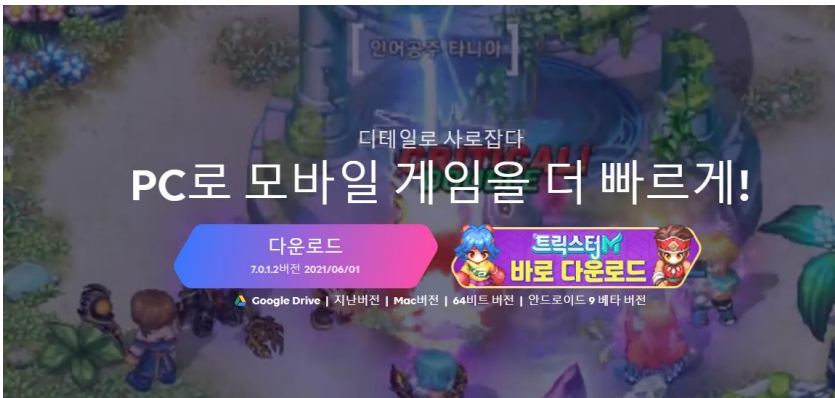 인어공주 타니아
디테일로 사로잡다
PC로 모바일 게임을 더 빠르게!
다운로드
7.0.1.2버전 2021/06/01
트릭스터M
바로 다운로드
Google Drive | 지난버전 | Mac버전 | 64비트 버전 | 안드로이드 9 베타 버전